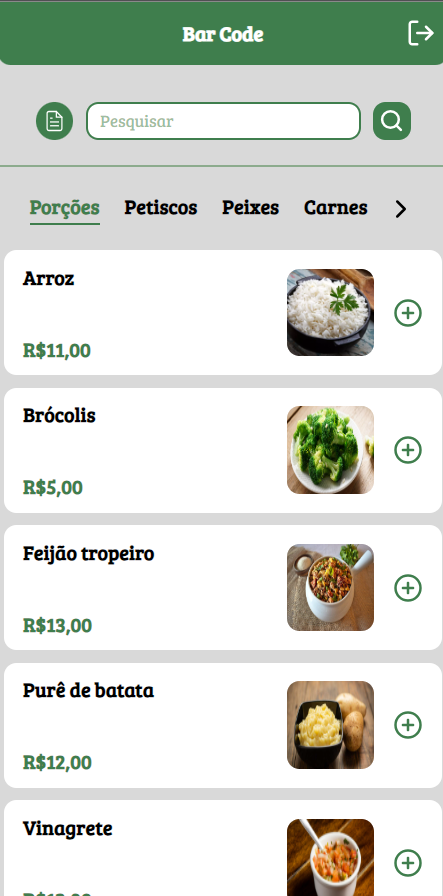 Bar Code
Pesquisar
Porções Petiscos Peixes Carnes
Arroz
R$11,00
Brócolis
R$5,00
Feijão tropeiro
R$13,00
Purê de batata
R$12,00
Vinagrete